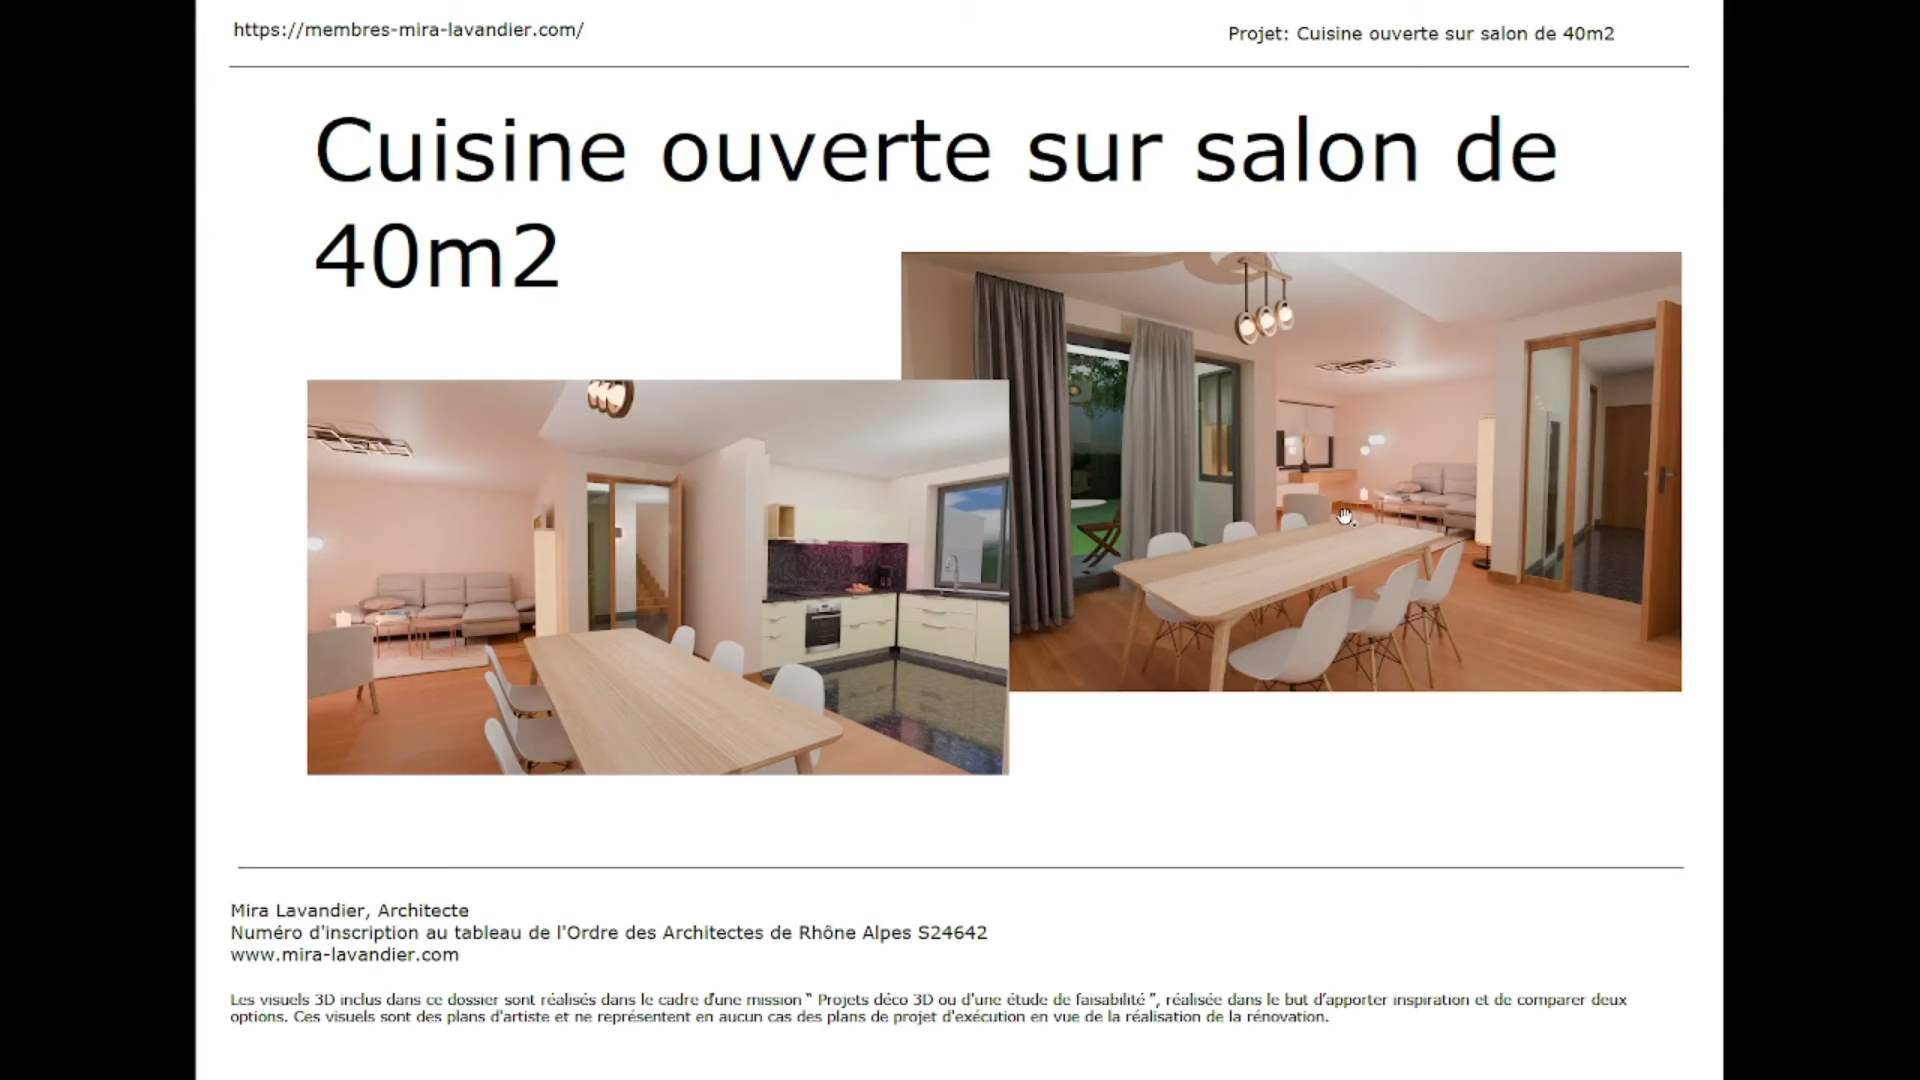 https://membres-mira-lavandier.com/
Projet: Cuisine ouverte sur salon de 40m2
Cuisine ouverte sur salon de
40m2
Mira Lavandier, Architecte
Numéro d'inscription au tableau de l'Ordre des Architectes de Rhône Alpes S24642
www.mira-lavandier.com
Les visuels 3D inclus dans ce dossier sont réalisés dans le cadre d'une mission " Projets déco 3D ou d'une étude de faisabilité ", réalisée dans le but d'apporter inspiration et de comparer deux
options. Ces visuels sont des plans d'artiste et ne représentent en aucun cas des plans de projet d'exécution en vue de la réalisation de la rénovation.